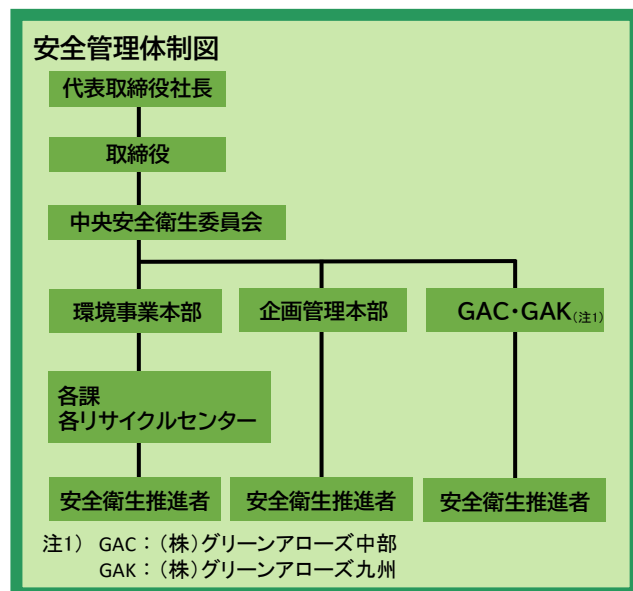 安全管理体制図
代表取締役社長
取締役
中央安全衛生委員会
環境事業本部
企画管理本部
GAC・GAK(注1)
各課
各リサイクルセンター
安全衛生推進者
安全衛生推進者
安全衛生推進者
注1） GAC：（株）グリーンアローズ中部
GAK：（株）グリーンアローズ九州